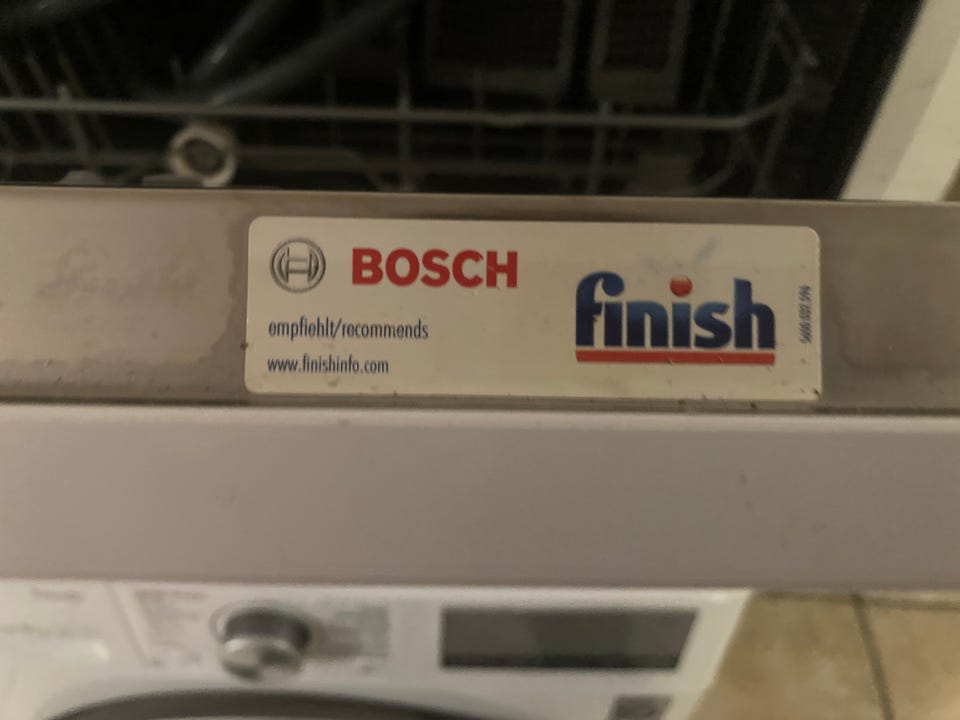 BOSCH
empfiehlt/recommends
www.finishinfo.com
finish